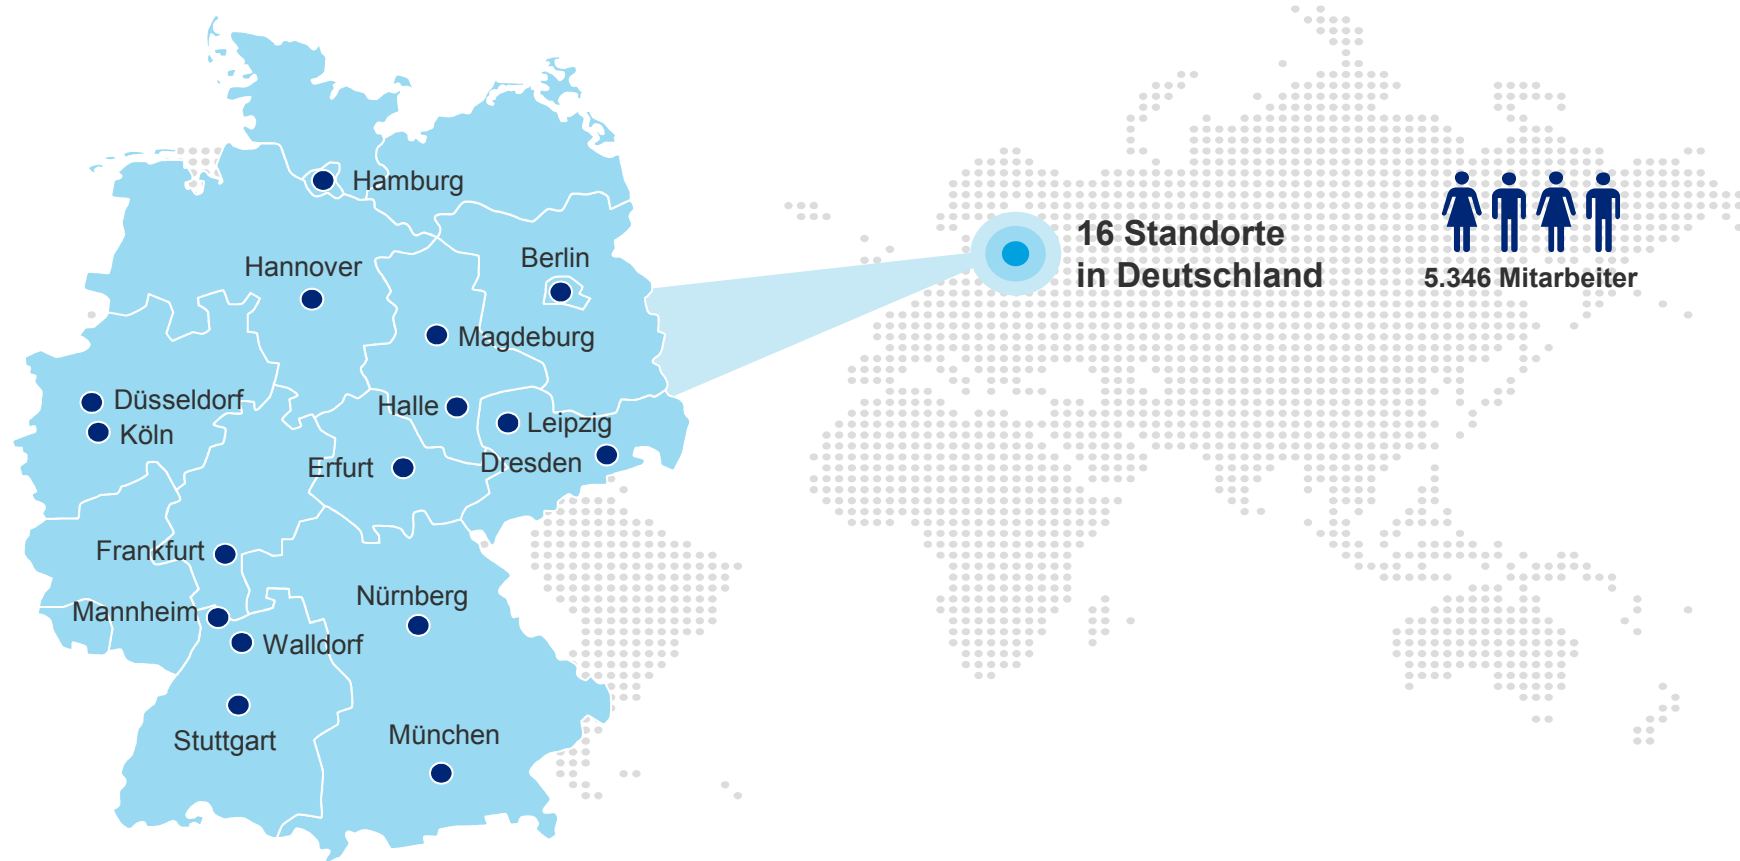 Hamburg
Hannover
Berlin
Magdeburg
Düsseldorf
Halle
Leipzig
Köln
Erfurt
Dresden
Frankfurt
Nürnberg
Mannheim
Walldorf
Stuttgart
München
16 Standorte
in Deutschland
5.346 Mitarbeiter